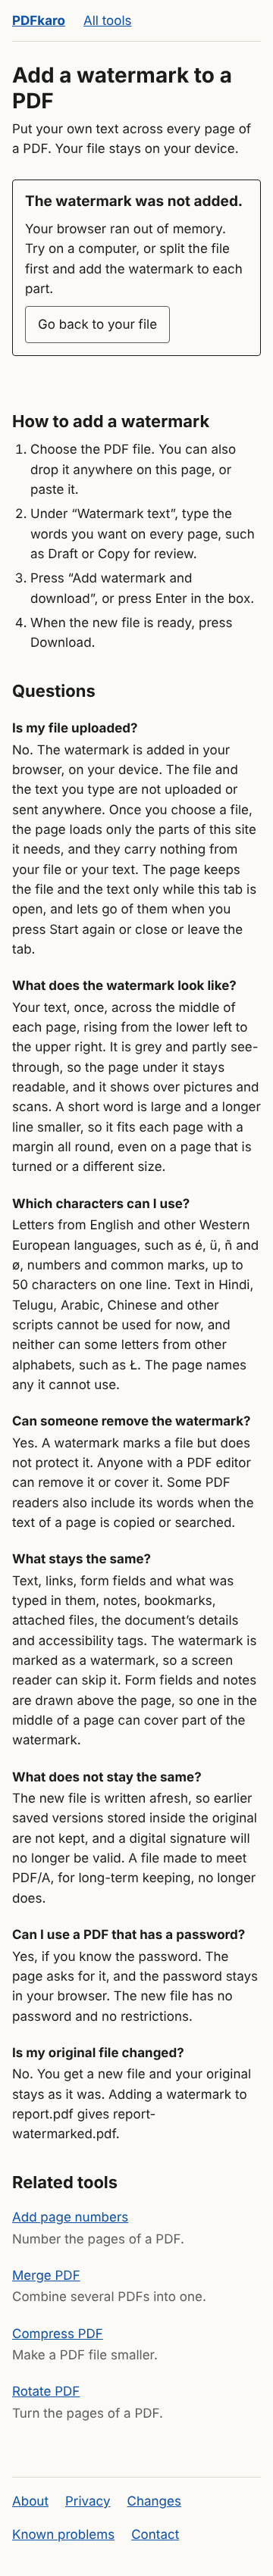 PDFkaro All tools
Add a watermark to a
PDF
Put your own text across every page of
a PDF. Your file stays on your device.
The watermark was not added.
Your browser ran out of memory.
Try on a computer, or split the file
first and add the watermark to each
part.
Go back to your file
How to add a watermark
1. Choose the PDF file. You can also
drop it anywhere on this page, or
paste it.
2. Under “Watermark text”, type the
words you want on every page, such
as Draft or Copy for review.
3. Press “Add watermark and
download”, or press Enter in the box.
4. When the new file is ready, press
Download.
Questions
Is my file uploaded?
No. The watermark is added in your
browser, on your device. The file and
the text you type are not uploaded or
sent anywhere. Once you choose a file,
the page loads only the parts of this site
it needs, and they carry nothing from
your file or your text. The page keeps
the file and the text only while this tab is
open, and lets go of them when you
press Start again or close or leave the
tab.
What does the watermark look like?
Your text, once, across the middle of
each page, rising from the lower left to
the upper right. It is grey and partly see-
through, so the page under it stays
readable, and it shows over pictures and
scans. A short word is large and a longer
line smaller, so it fits each page with a
margin all round, even on a page that is
turned or a different size.
Which characters can I use?
Letters from English and other Western
European languages, such as é, ü, ñ and
ø, numbers and common marks, up to
50 characters on one line. Text in Hindi,
Telugu, Arabic, Chinese and other
scripts cannot be used for now, and
neither can some letters from other
alphabets, such as Ł. The page names
any it cannot use.
Can someone remove the watermark?
Yes. A watermark marks a file but does
not protect it. Anyone with a PDF editor
can remove it or cover it. Some PDF
readers also include its words when the
text of a page is copied or searched.
What stays the same?
Text, links, form fields and what was
typed in them, notes, bookmarks,
attached files, the document’s details
and accessibility tags. The watermark is
marked as a watermark, so a screen
reader can skip it. Form fields and notes
are drawn above the page, so one in the
middle of a page can cover part of the
watermark.
What does not stay the same?
The new file is written afresh, so earlier
saved versions stored inside the original
are not kept, and a digital signature will
no longer be valid. A file made to meet
PDF/A, for long-term keeping, no longer
does.
Can I use a PDF that has a password?
Yes, if you know the password. The
page asks for it, and the password stays
in your browser. The new file has no
password and no restrictions.
Is my original file changed?
No. You get a new file and your original
stays as it was. Adding a watermark to
report.pdf gives report-
watermarked.pdf.
Related tools
Add page numbers
Number the pages of a PDF.
Merge PDF
Combine several PDFs into one.
Compress PDF
Make a PDF file smaller.
Rotate PDF
Turn the pages of a PDF.
About Privacy Changes
Known problems Contact